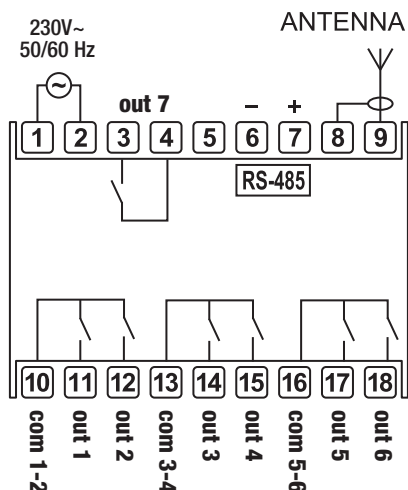 230V~
50/60 Hz
ANTENNA
~
out 7
– +
1 2 3 4 5 6 7 8 9
RS-485
10 11 12 13 14 15 16 17 18
com 1-2
out 1
out 2
com 3-4
out 3
out 4
com 5-6
out 5
out 6